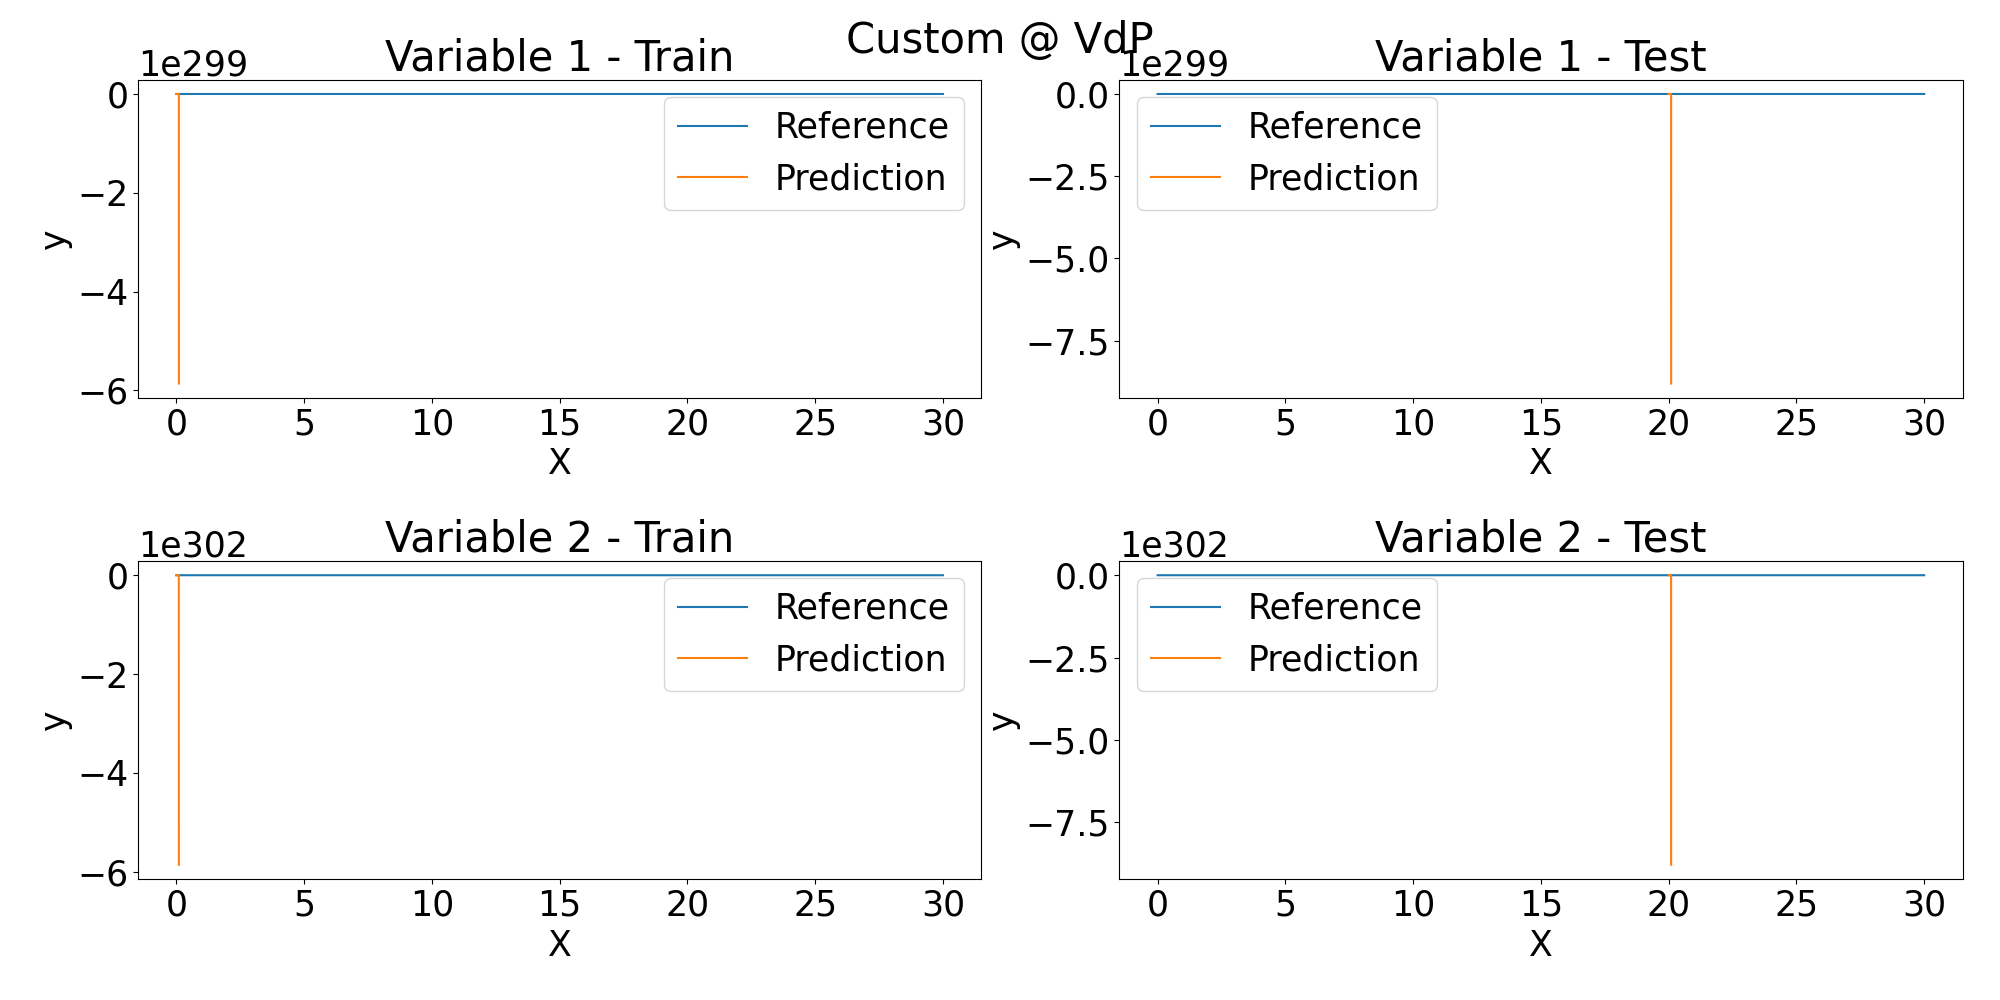 Custom @ VdP
Variable 1 - Train
1e299
0
−2
−4
−6
y
Reference
Prediction
0 5 10 15 20 25 30
X
Variable 1 - Test
1e299
0.0
−2.5
−5.0
−7.5
y
Reference
Prediction
0 5 10 15 20 25 30
X
Variable 2 - Train
1e302
0
−2
−4
−6
y
Reference
Prediction
0 5 10 15 20 25 30
X
Variable 2 - Test
1e302
0.0
−2.5
−5.0
−7.5
y
Reference
Prediction
0 5 10 15 20 25 30
X